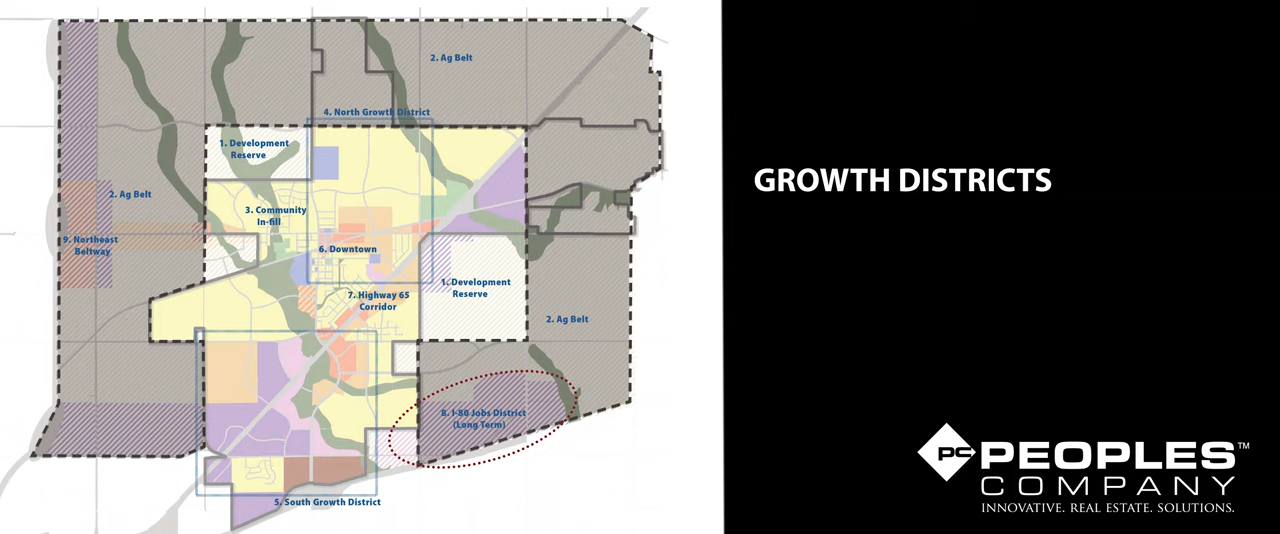 2. Ag Belt
4. North Growth District
1. Development
Reserve
2. Ag Belt
3. Community
In-fill
9. Northeast
Beltway
6. Downtown
1. Development
Reserve
7. Highway 65
Corridor
2. Ag Belt
8. I-80 Jobs District
(Long Term)
5. South Growth District
GROWTH DISTRICTS
PC PEOPLES™
COMPANY
INNOVATIVE. REAL ESTATE. SOLUTIONS.